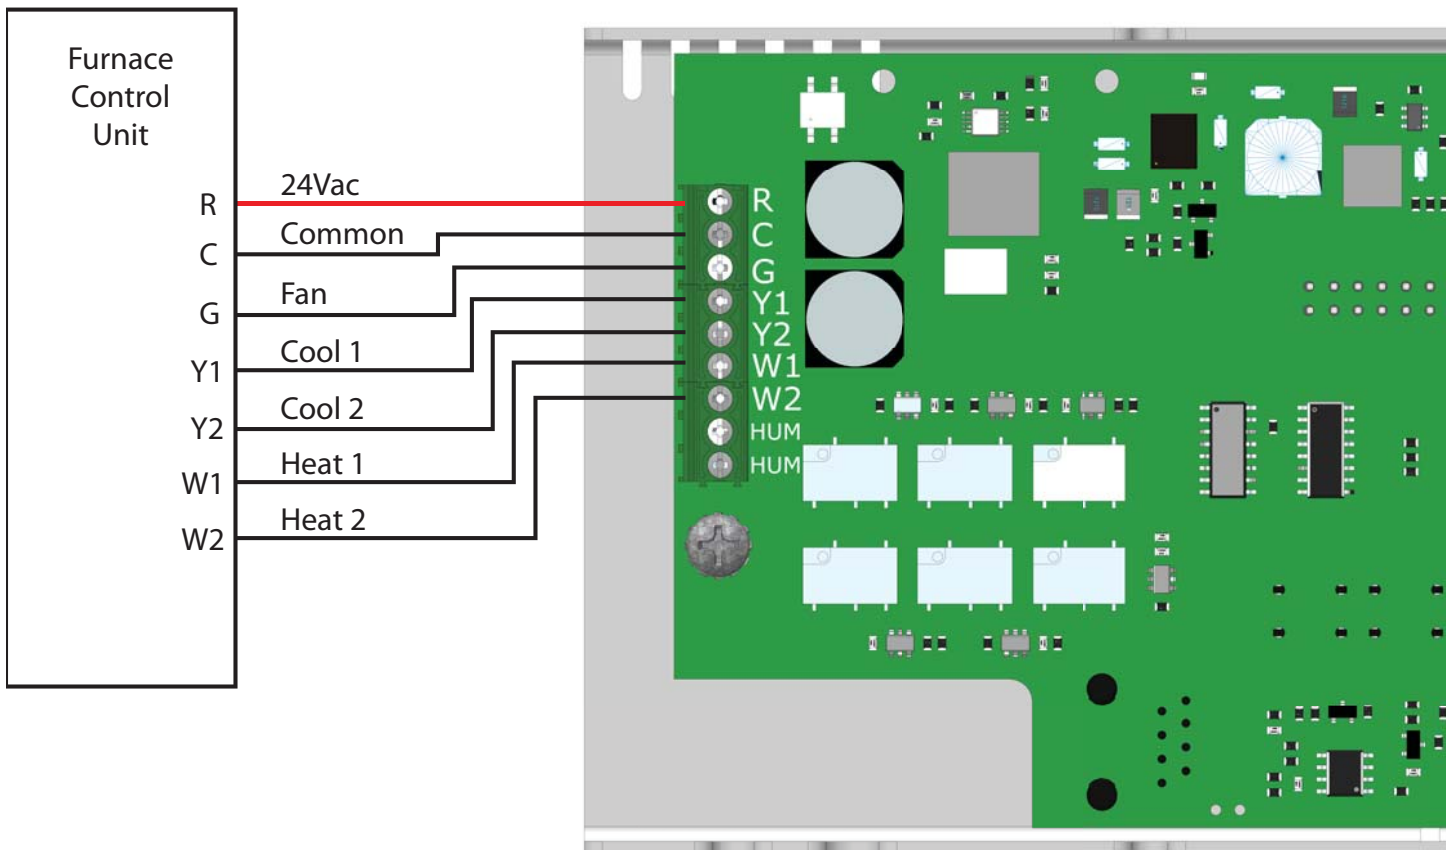 Furnace
Control
Unit
R
24Vac
C
Common
G
Fan
Y1
Cool 1
Y2
Cool 2
W1
Heat 1
W2
Heat 2
R
C
G
Y1
Y2
W1
W2
HUM
HUM